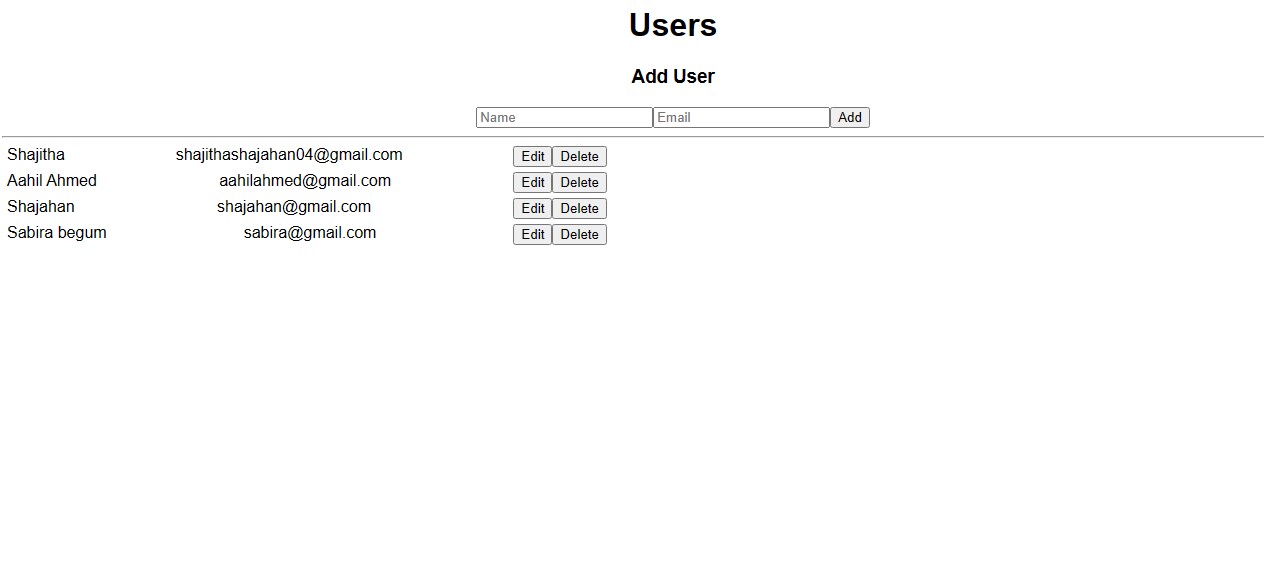 Users
Add User
Name Email Add
Shajitha shajithashajahan04@gmail.com Edit Delete
Aahil Ahmed aahilahmed@gmail.com Edit Delete
Shajahan shajahan@gmail.com Edit Delete
Sabira begum sabira@gmail.com Edit Delete